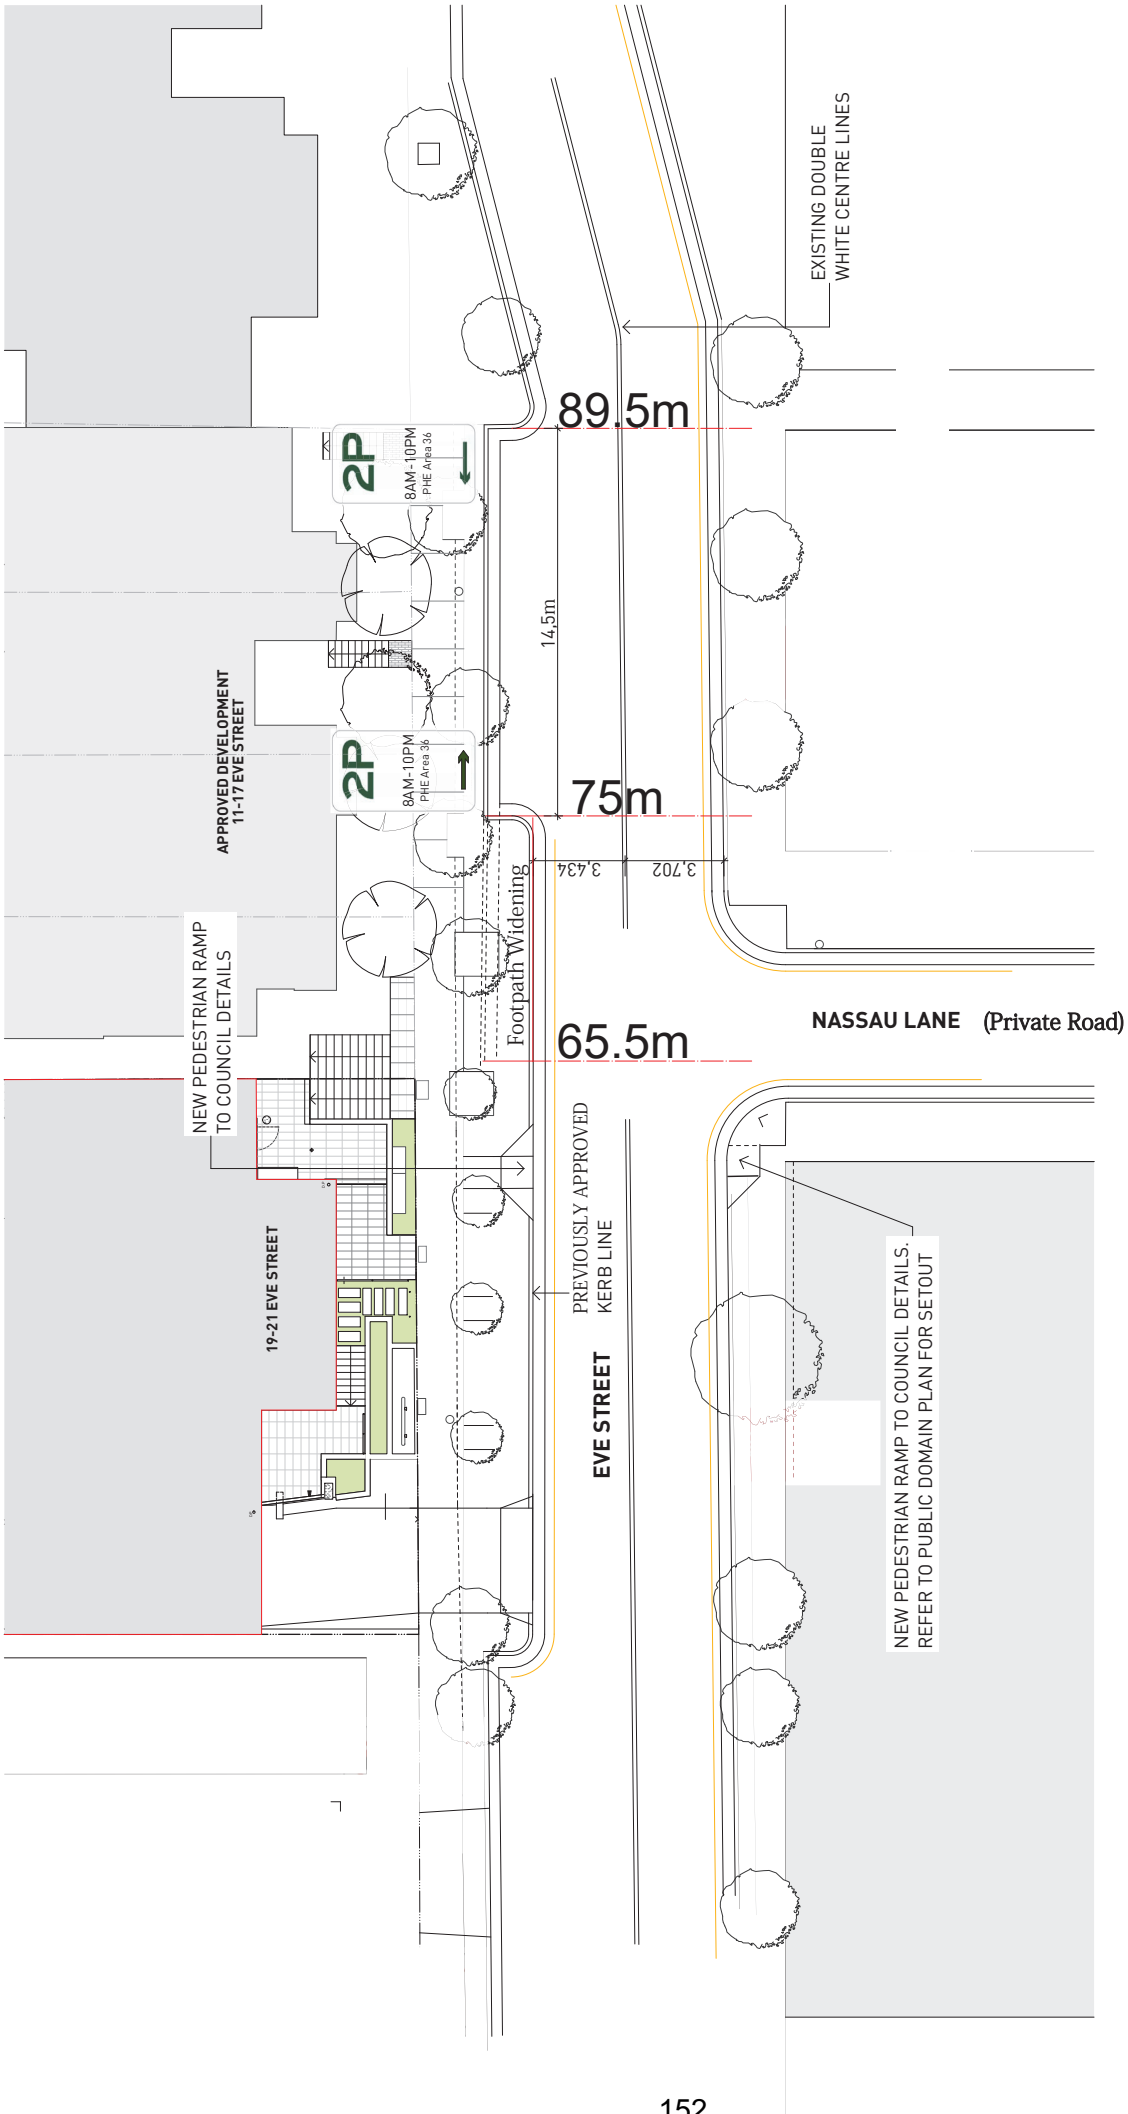 EXISTING DOUBLE
WHITE CENTRE LINES
89.5m
2P
8AM-10PM
PHE Area 36
14,5m
APPROVED DEVELOPMENT
11-17 EVE STREET
2P
8AM-10PM
PHE Area 36
75m
3,434
3,702
Footpath Widening
NEW PEDESTRIAN RAMP
TO COUNCIL DETAILS
NASSAU LANE (Private Road)
65.5m
PREVIOUSLY APPROVED
KERB LINE
19-21 EVE STREET
EVE STREET
NEW PEDESTRIAN RAMP TO COUNCIL DETAILS.
REFER TO PUBLIC DOMAIN PLAN FOR SETOUT
152